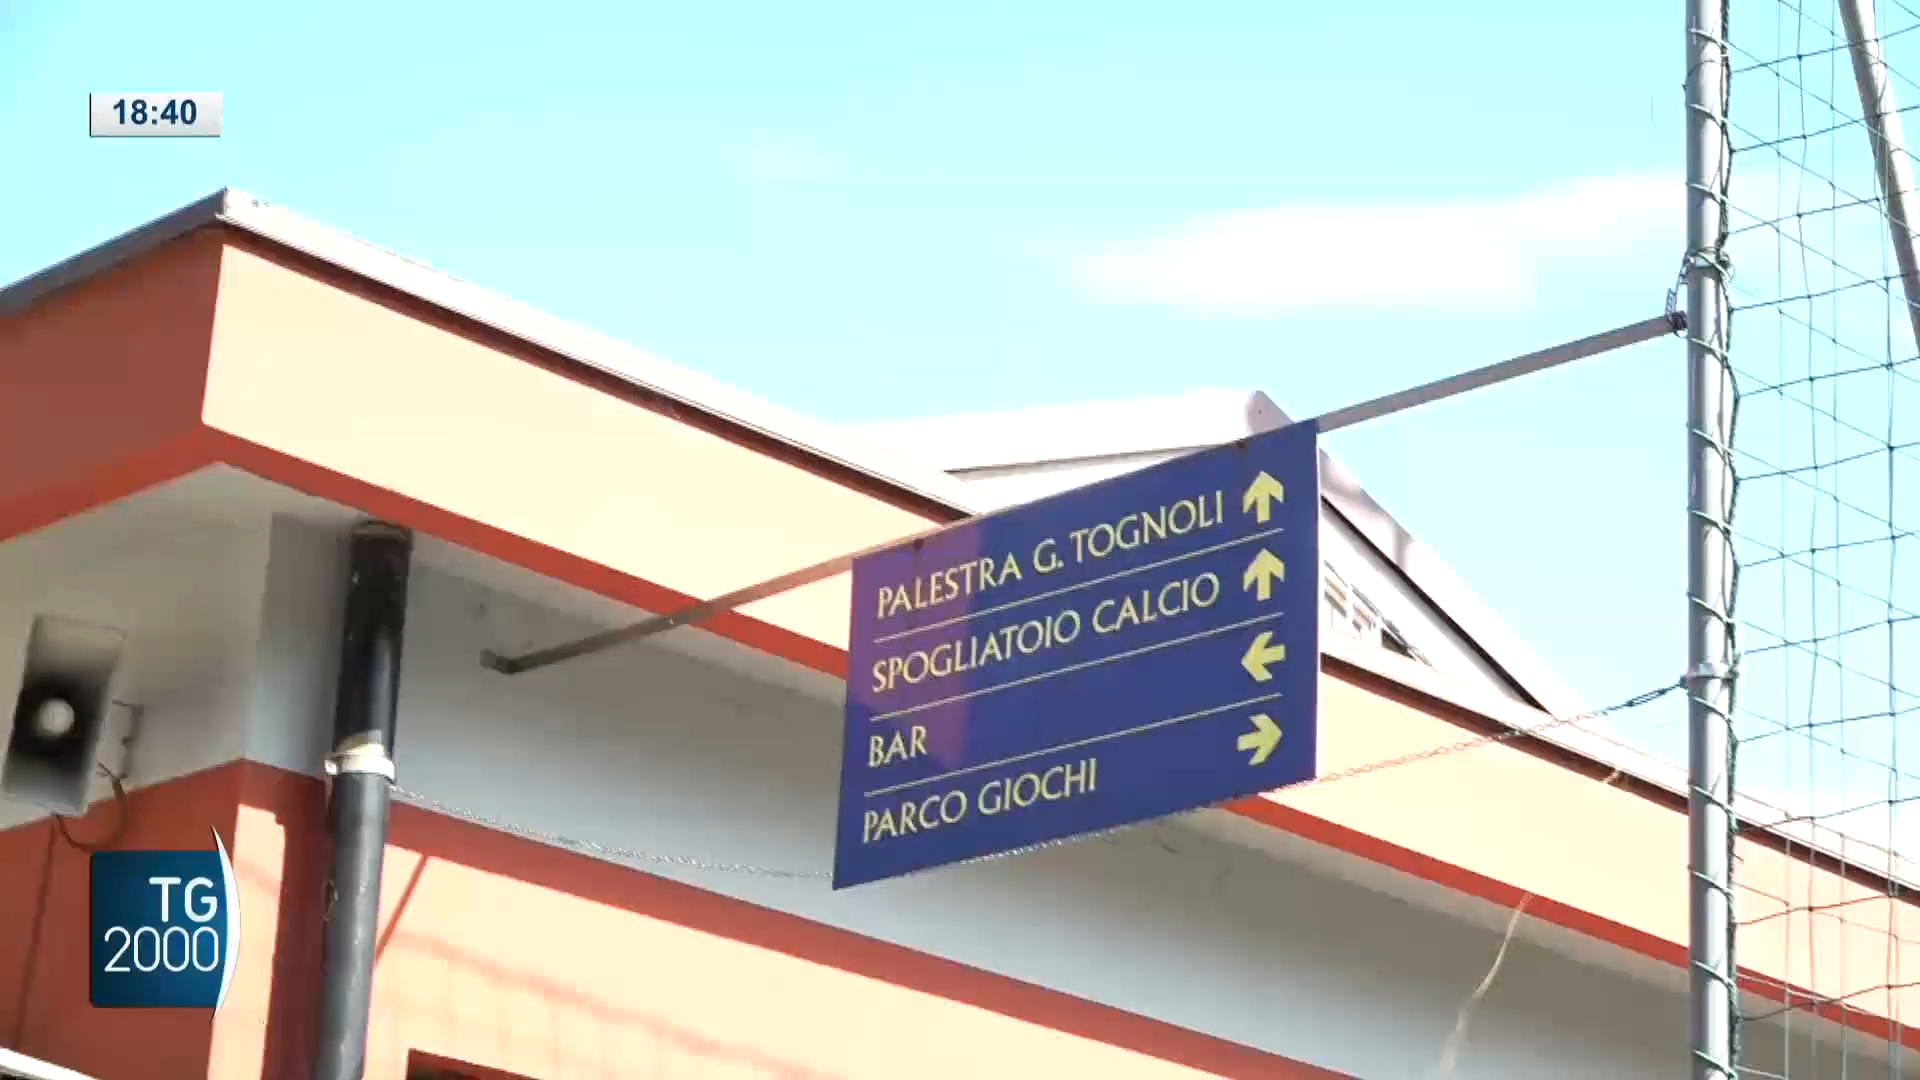 18:40
PALESTRA G. TOGNOLI
SPOGLIATOIO CALCIO
BAR
PARCO GIOCHI
TG
2000